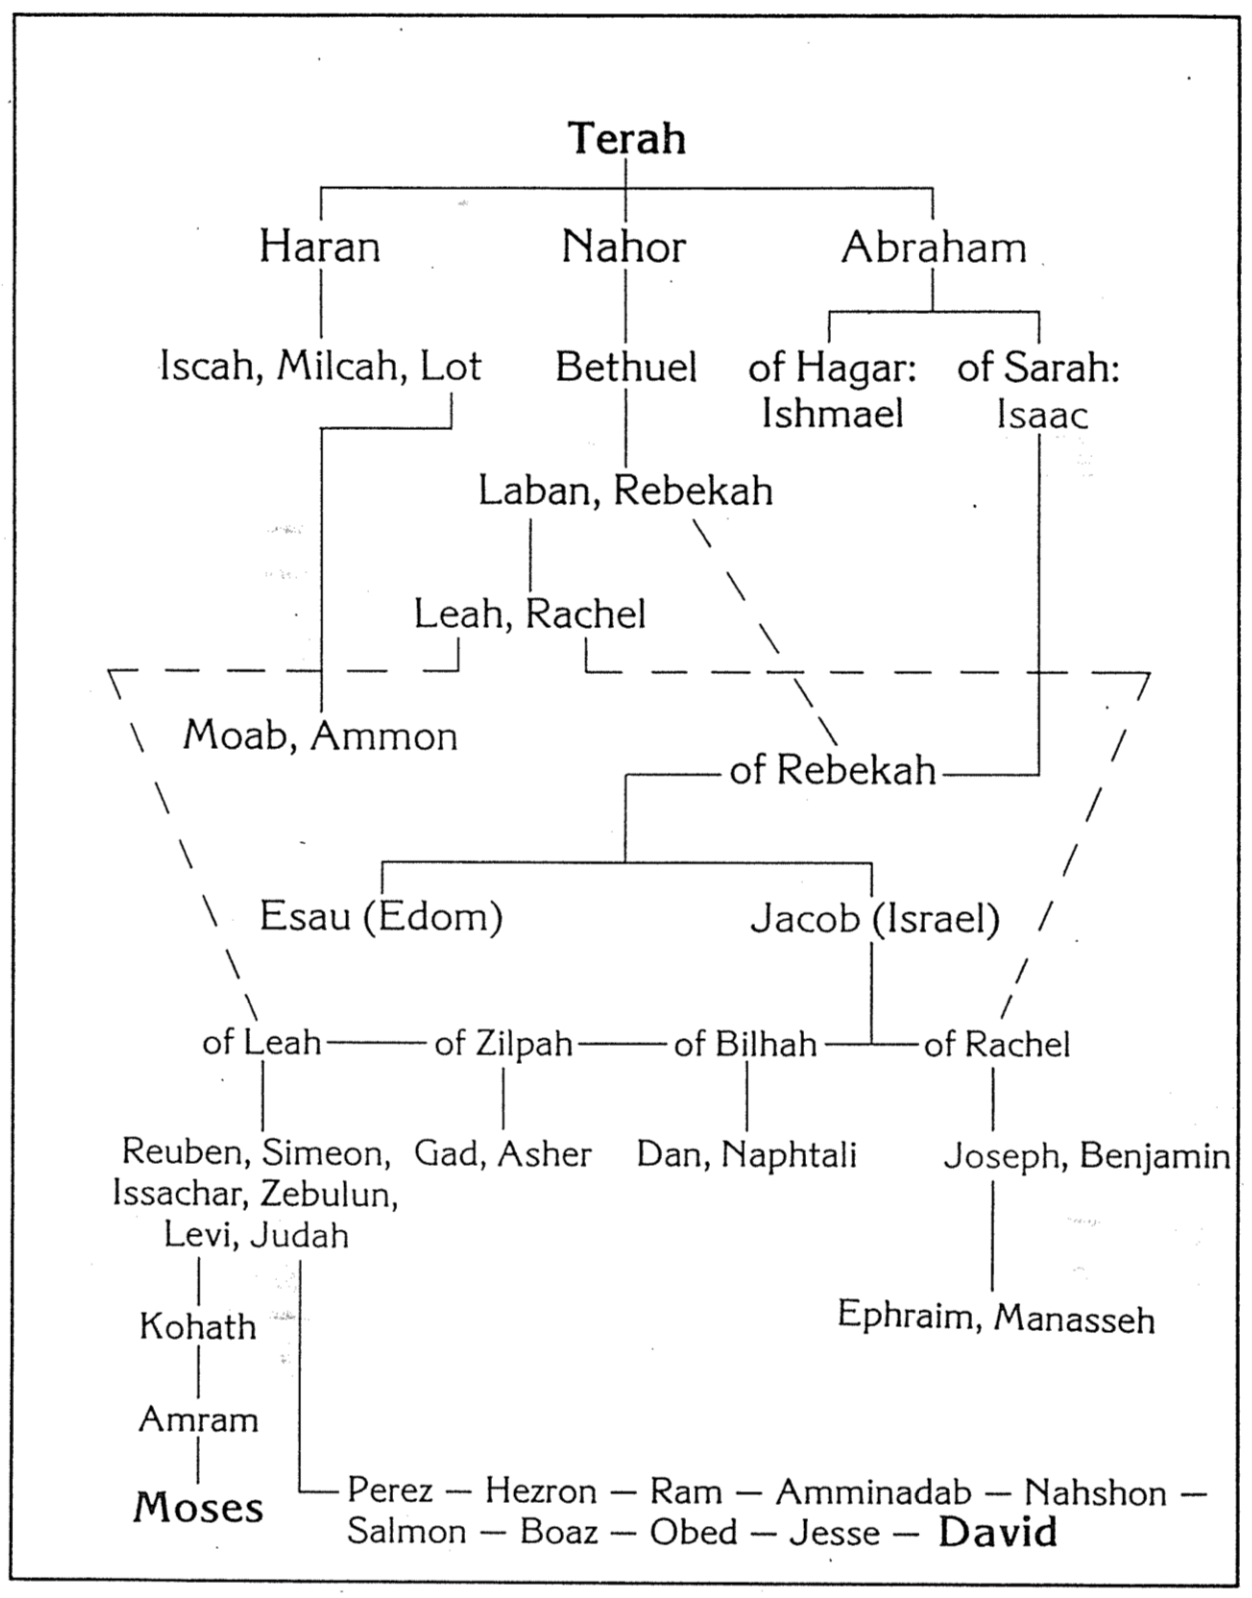 Terah
Haran Nahor Abraham
Iscah, Milcah, Lot Bethuel of Hagar: of Sarah:
Ishmael Isaac
Laban, Rebekah
Leah, Rachel
Moab, Ammon
of Rebekah
Esau (Edom) Jacob (Israel)
of Leah of Zilpah of Bilhah of Rachel
Reuben, Simeon, Gad, Asher Dan, Naphtali Joseph, Benjamin
Issachar, Zebulun,
Levi, Judah
Kohath Ephraim, Manasseh
Amram
Moses Perez — Hezron — Ram — Amminadab — Nahshon —
Salmon — Boaz — Obed — Jesse — David